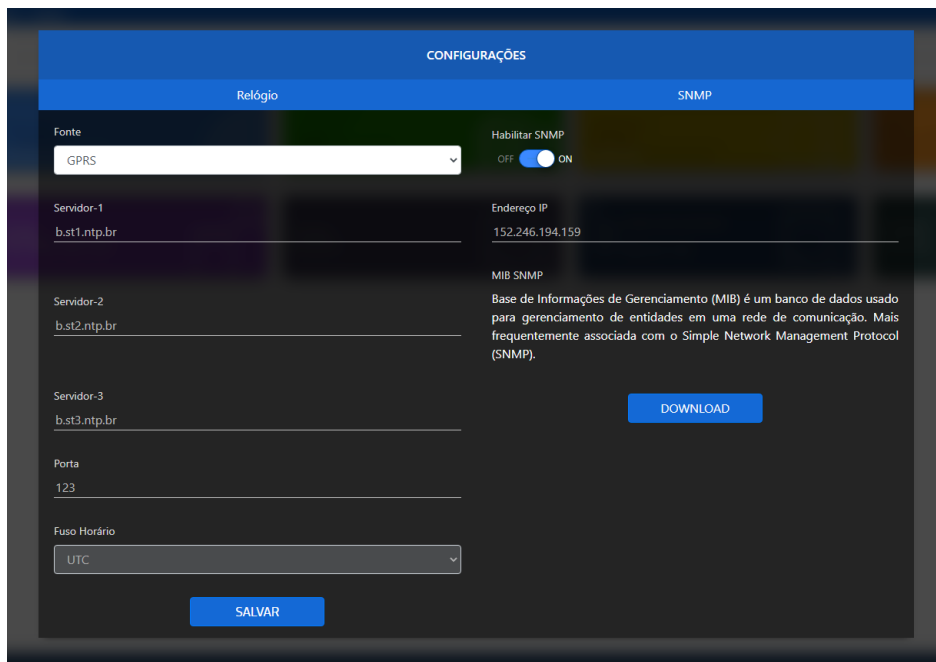 CONFIGURAÇÕES
Relógio
SNMP
Fonte
GPRS
Servidor-1
b.st1.ntp.br
Servidor-2
b.st2.ntp.br
Servidor-3
b.st3.ntp.br
Porta
123
Fuso Horário
UTC
SALVAR
Habilitar SNMP
OFF ON
Endereço IP
152.246.194.159
MIB SNMP
Base de Informações de Gerenciamento (MIB) é um banco de dados usado
para gerenciamento de entidades em uma rede de comunicação. Mais
frequentemente associada com o Simple Network Management Protocol
(SNMP).
DOWNLOAD